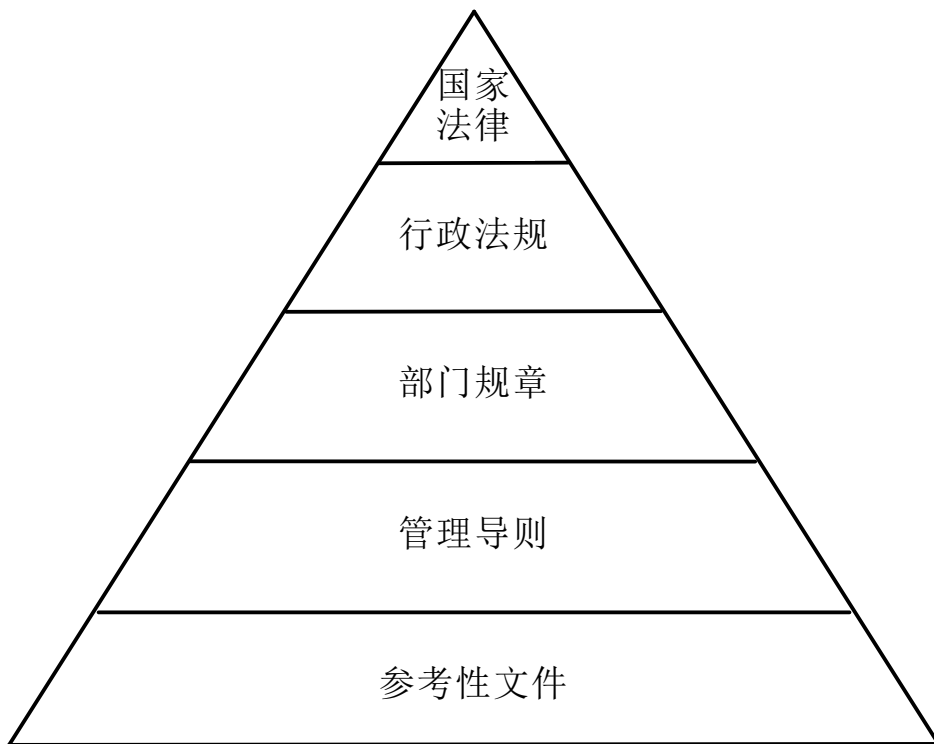 国家
法律
行政法规
部门规章
管理导则
参考性文件